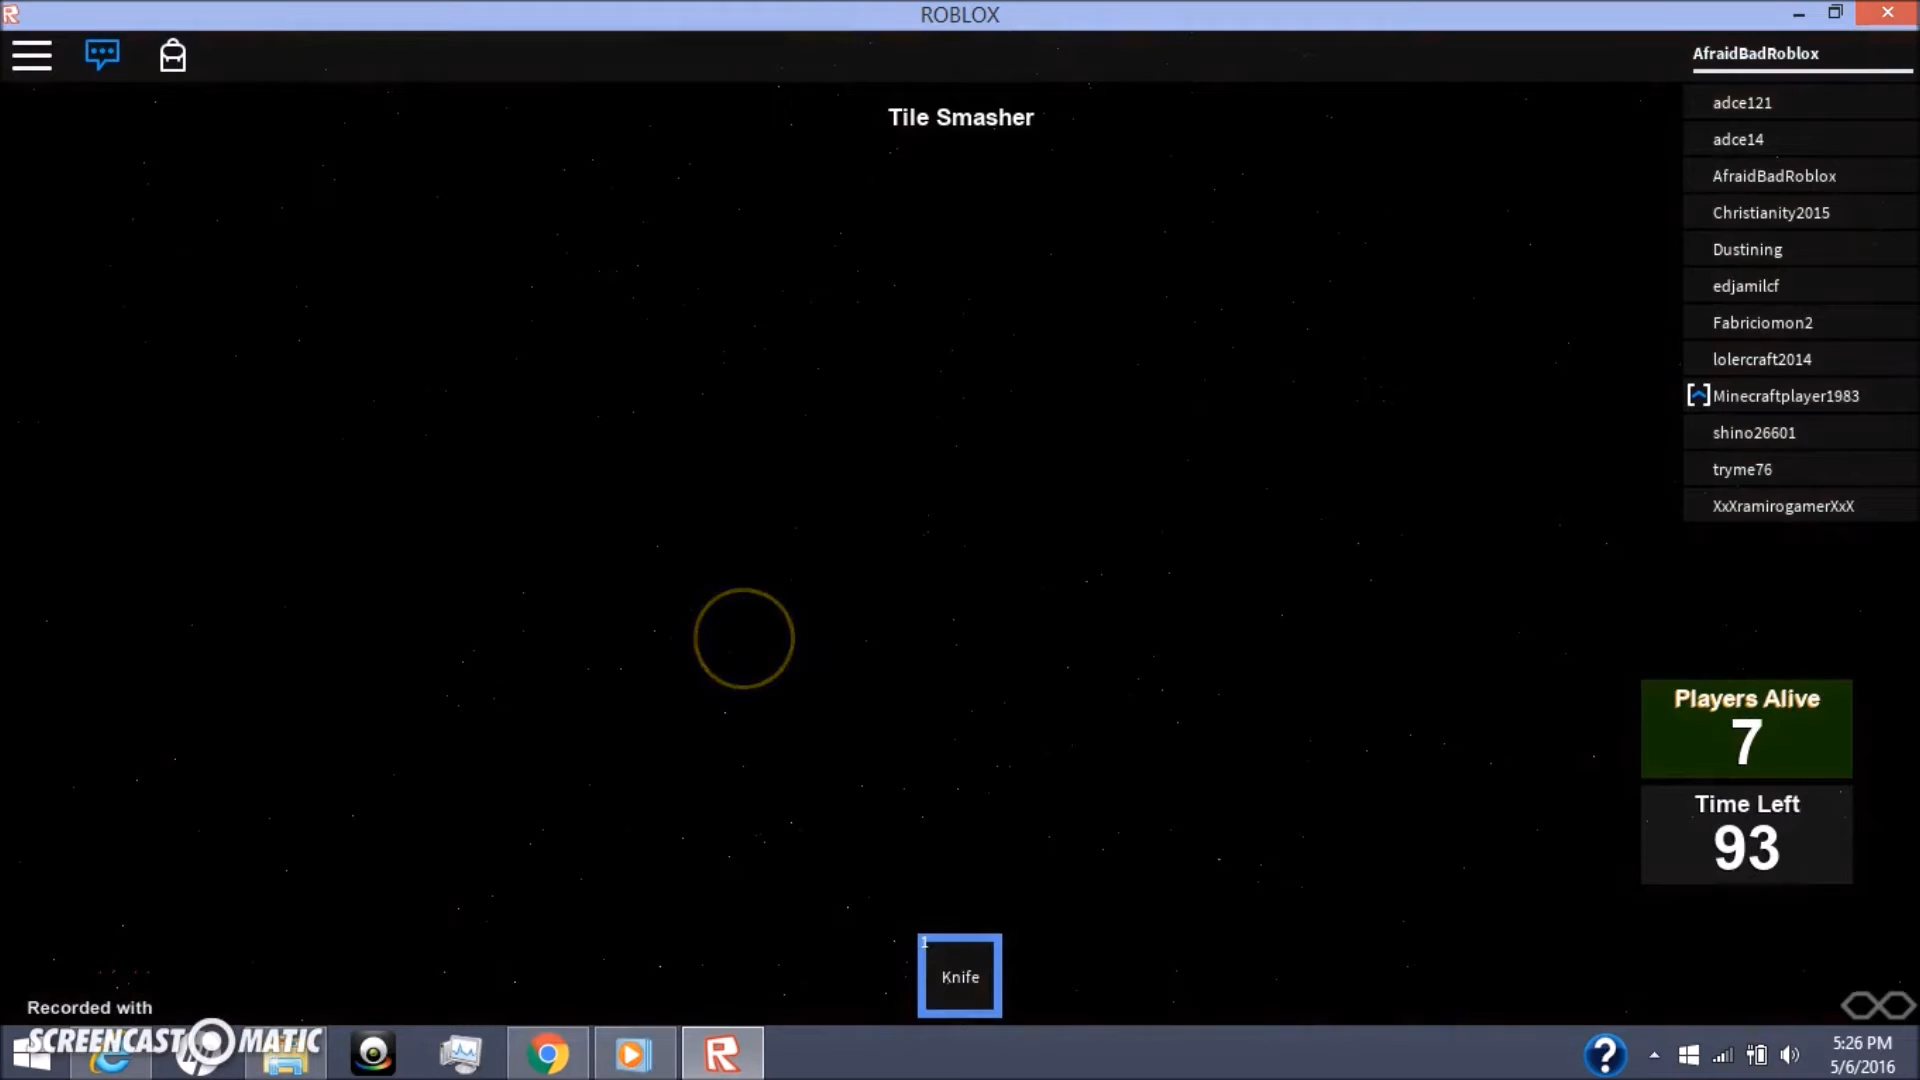 ROBLOX
AfraidBadRoblox
Tile Smasher
adce121
adce14
AfraidBadRoblox
Christianity2015
Dustining
edjamilcf
Fabriciomon2
lolercraft2014
Minecraftplayer1983
shino26601
tryme76
XxXramirogamerXxX
Players Alive
7
Time Left
93
1
Knife
Recorded with
SCREENCAST-O-MATIC
5:26 PM
5/6/2016